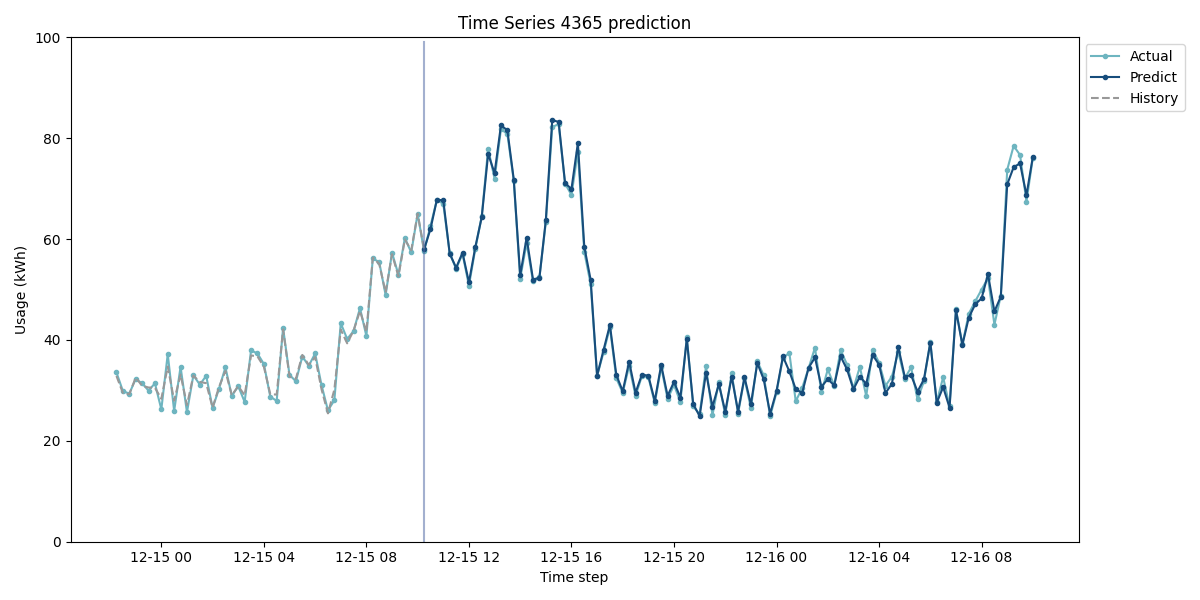 Time Series 4365 prediction
100
80
60
40
20
0
Usage (kWh)
12-15 00
12-15 04
12-15 08
12-15 12
12-15 16
12-15 20
12-16 00
12-16 04
12-16 08
Time step
Actual
Predict
History